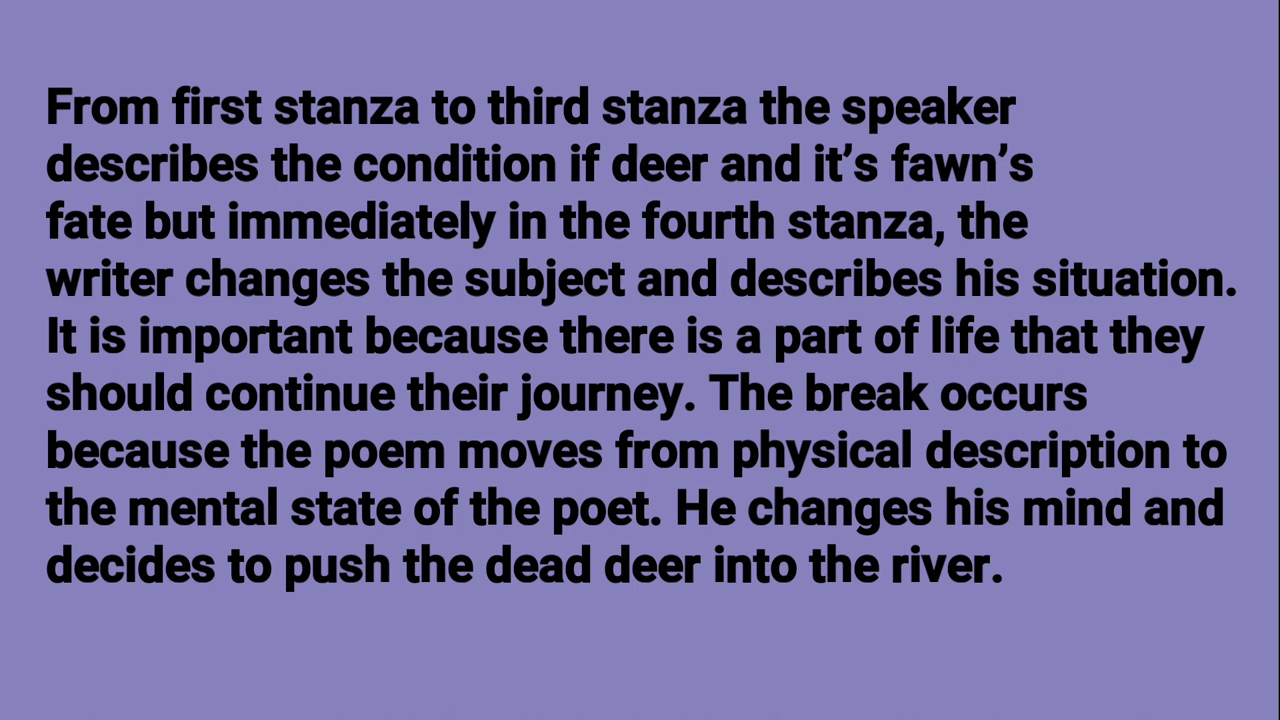 From first stanza to third stanza the speaker
describes the condition if deer and it’s fawn’s
fate but immediately in the fourth stanza, the
writer changes the subject and describes his situation.
It is important because there is a part of life that they
should continue their journey. The break occurs
because the poem moves from physical description to
the mental state of the poet. He changes his mind and
decides to push the dead deer into the river.